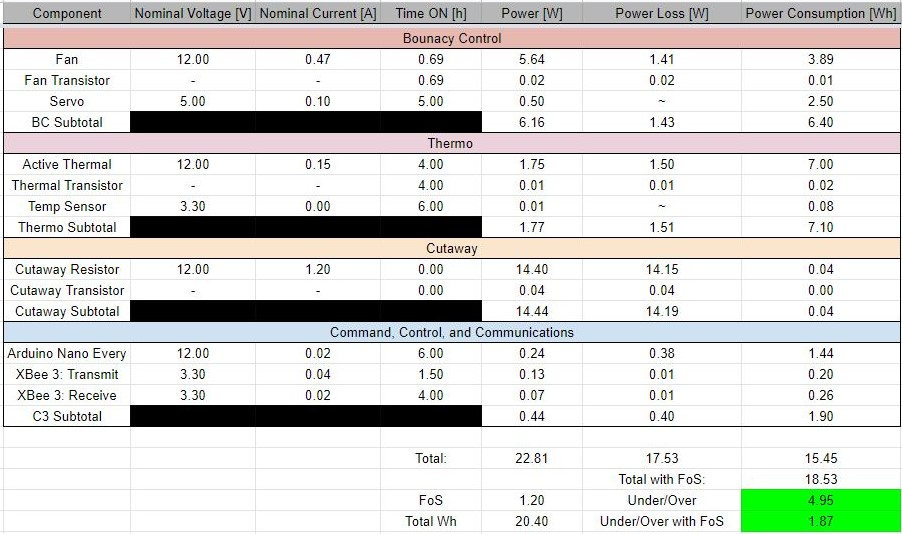 Component Nominal Voltage [V] Nominal Current [A] Time ON [h] Power [W] Power Loss [W] Power Consumption [Wh]
Bounacy Control
Fan 12.00 0.47 0.69 5.64 1.41 3.89
Fan Transistor - - 0.69 0.02 0.02 0.01
Servo 5.00 0.10 5.00 0.50 ~ 2.50
BC Subtotal 6.16 1.43 6.40
Thermo
Active Thermal 12.00 0.15 4.00 1.75 1.50 7.00
Thermal Transistor - - 4.00 0.01 0.01 0.02
Temp Sensor 3.30 0.00 6.00 0.01 ~ 0.08
Thermo Subtotal 1.77 1.51 7.10
Cutaway
Cutaway Resistor 12.00 1.20 0.00 14.40 14.15 0.04
Cutaway Transistor - - 0.00 0.04 0.04 0.00
Cutaway Subtotal 14.44 14.19 0.04
Command, Control, and Communications
Arduino Nano Every 12.00 0.02 6.00 0.24 0.38 1.44
XBee 3: Transmit 3.30 0.04 1.50 0.13 0.01 0.20
XBee 3: Receive 3.30 0.02 4.00 0.07 0.01 0.26
C3 Subtotal 0.44 0.40 1.90
Total: 22.81 17.53 15.45
Total with FoS: 18.53
FoS 1.20 Under/Over 4.95
Total Wh 20.40 Under/Over with FoS 1.87